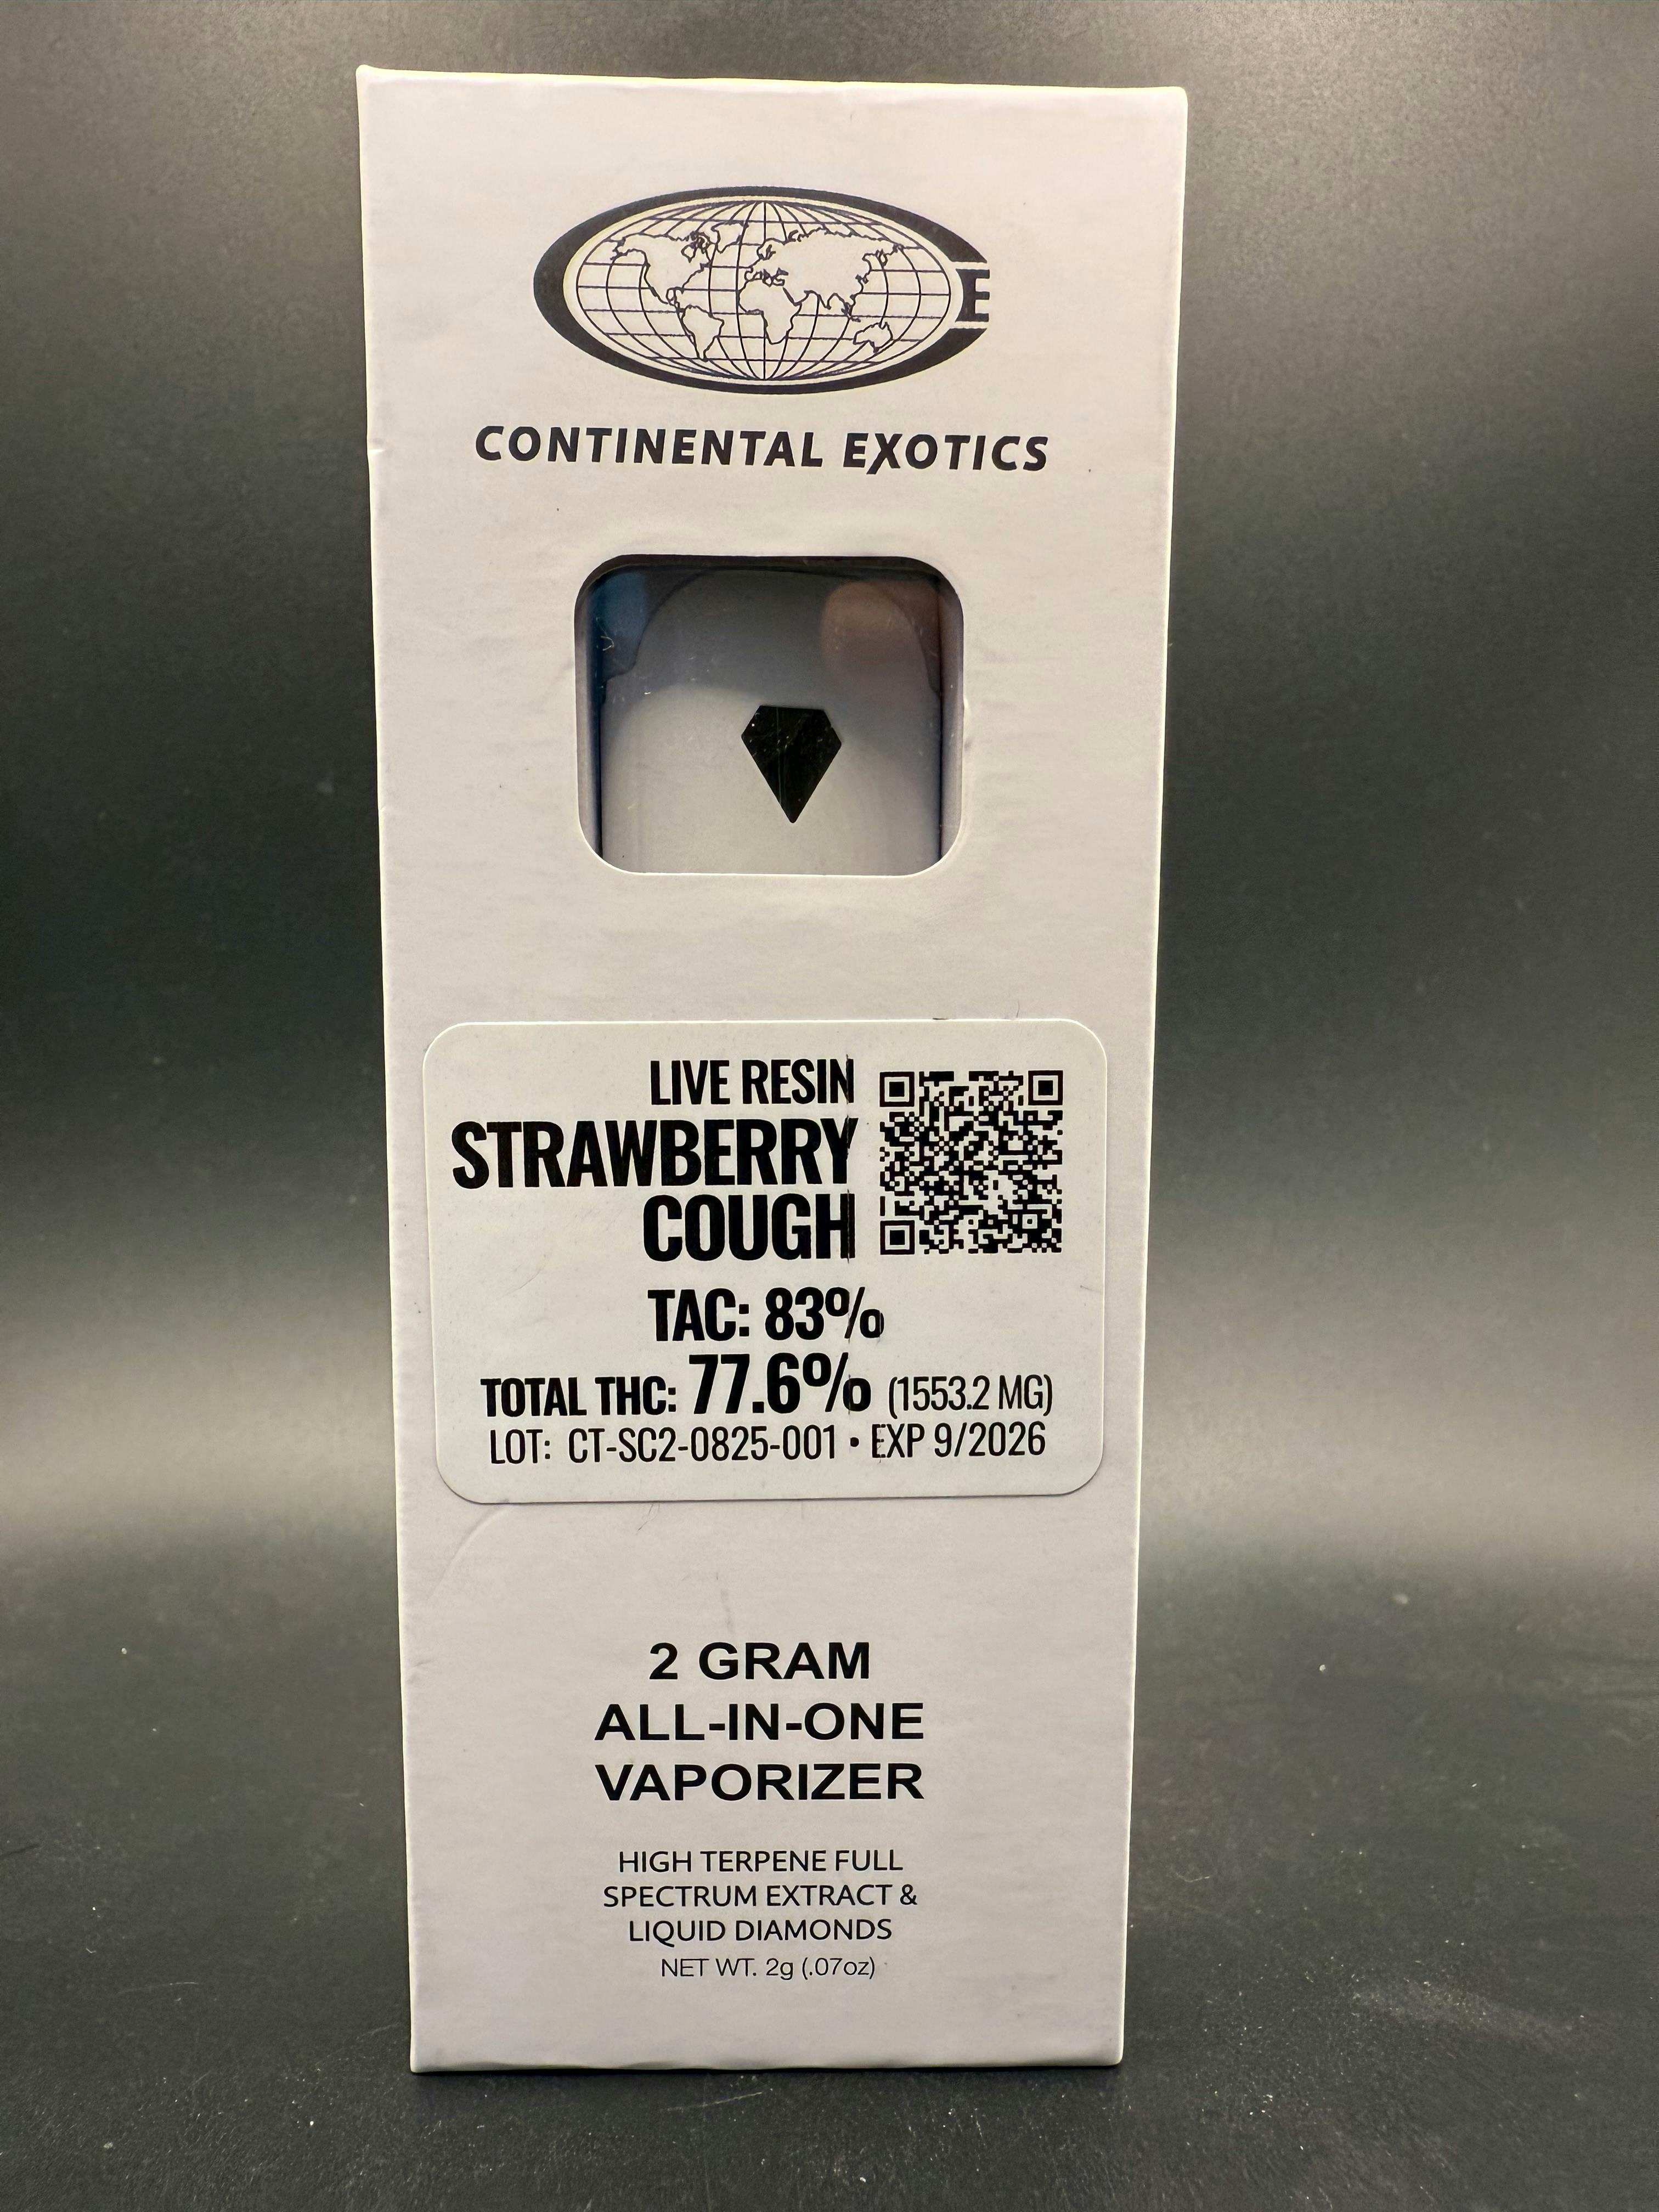 E
CONTINENTAL EXOTICS
LIVE RESIN
STRAWBERRY
COUGH
TAC: 83%
TOTAL THC: 77.6% (1553.2 MG)
LOT: CT-SC2-0825-001 • EXP 9/2026
2 GRAM
ALL-IN-ONE
VAPORIZER
HIGH TERPENE FULL
SPECTRUM EXTRACT &
LIQUID DIAMONDS
NET WT. 2g (.07oz)